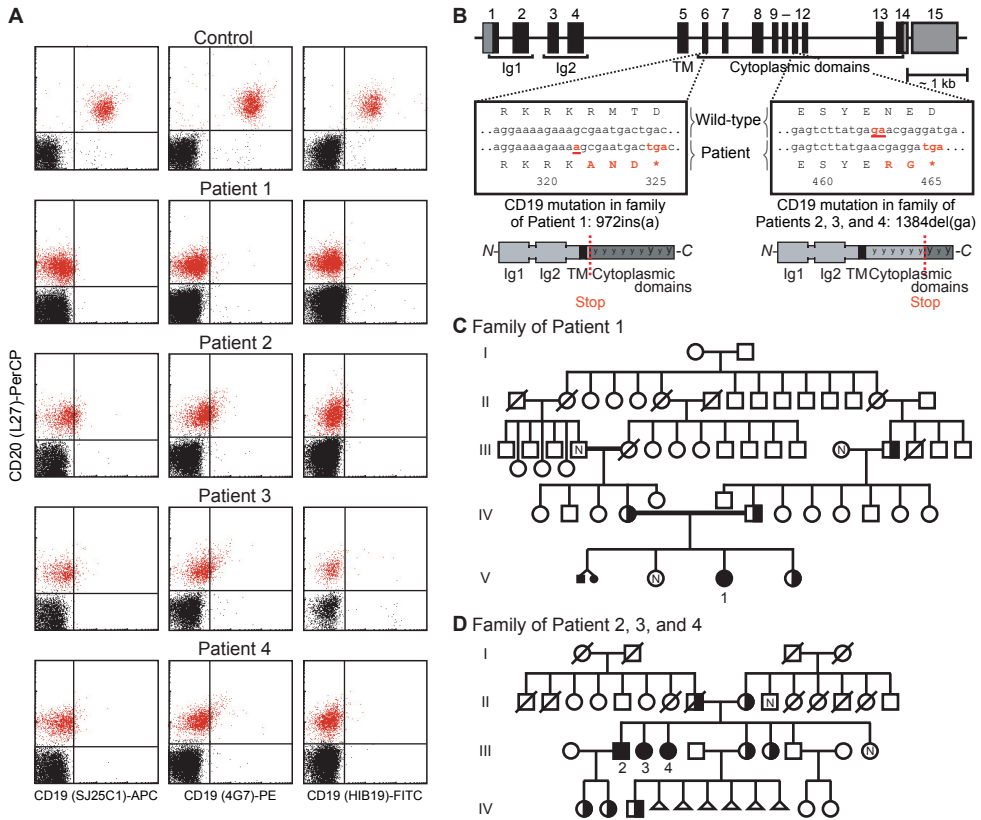 A
Control
Patient 1
Patient 2
Patient 3
Patient 4
CD20 (L27)-PerCP
CD19 (SJ25C1)-APC
CD19 (4G7)-PE
CD19 (HIB19)-FITC
B
1 2 3 4 5 6 7 8 9 – 12 13 14 15
Ig1 Ig2 TM Cytoplasmic domains
~ 1 kb
R K R K R M T D
..aggaaaagaaagcgaatgactgac..
..aggaaaagaaaagcgaatgactgac.
R K R K A N D *
320 325
Wild-type
Patient
E S Y E N E D
..gagtcttatgagaacgaggatga..
..gagtcttatgaacgaggatga..
E S Y E R G *
460 465
CD19 mutation in family
of Patient 1: 972ins(a)
CD19 mutation in family of
Patients 2, 3, and 4: 1384del(ga)
N- y y y y y y y y y -C
Ig1 Ig2 TM Cytoplasmic
domains
Stop
N- y y y y y y y y y -C
Ig1 Ig2 TM Cytoplasmic
domains
Stop
C Family of Patient 1
I
II
III
N
N
IV
V
N
1
D Family of Patient 2, 3, and 4
I
II
N
III
2 3 4
N
IV